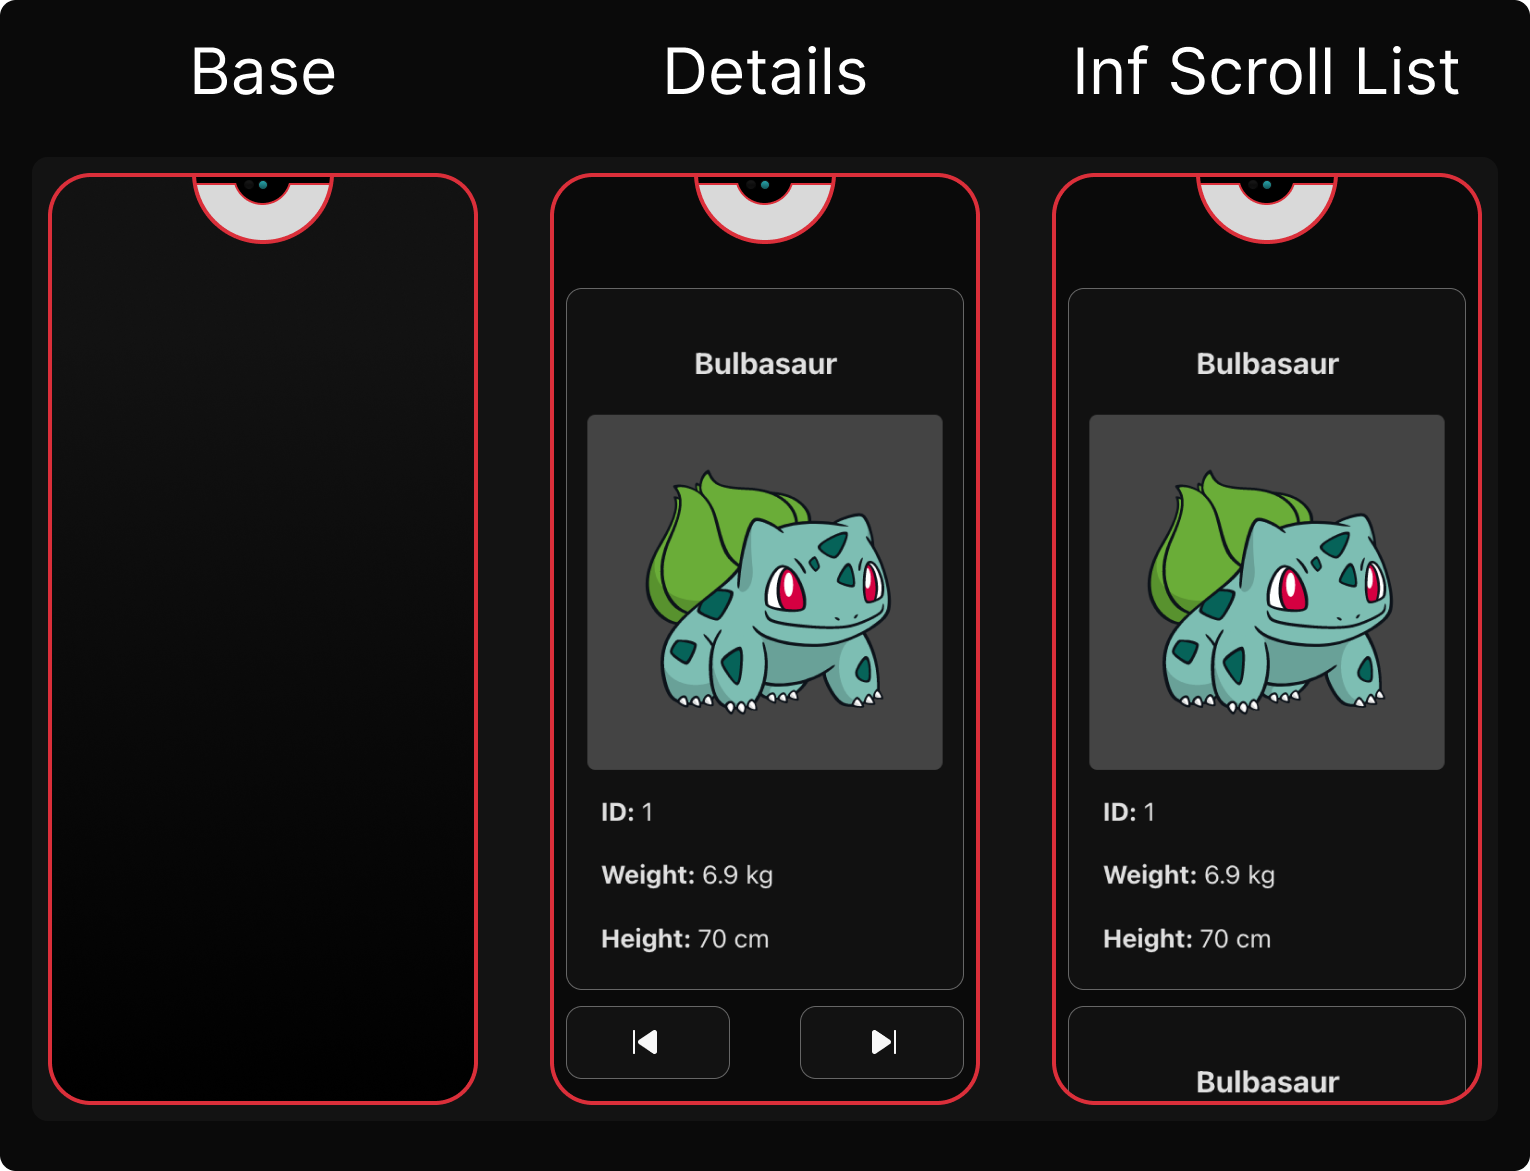 Base
Details
Inf Scroll List
Bulbasaur
ID: 1
Weight: 6.9 kg
Height: 70 cm
Bulbasaur
ID: 1
Weight: 6.9 kg
Height: 70 cm
Bulbasaur